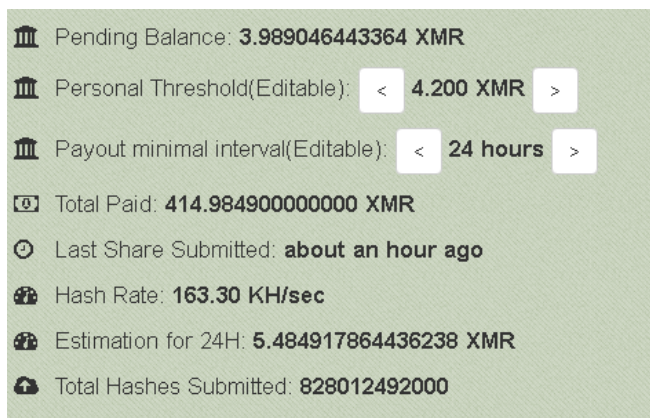 Pending Balance: 3.989046443364 XMR
Personal Threshold(Editable): < 4.200 XMR >
Payout minimal interval(Editable): < 24 hours >
Total Paid: 414.984900000000 XMR
Last Share Submitted: about an hour ago
Hash Rate: 163.30 KH/sec
Estimation for 24H: 5.484917864436238 XMR
Total Hashes Submitted: 828012492000